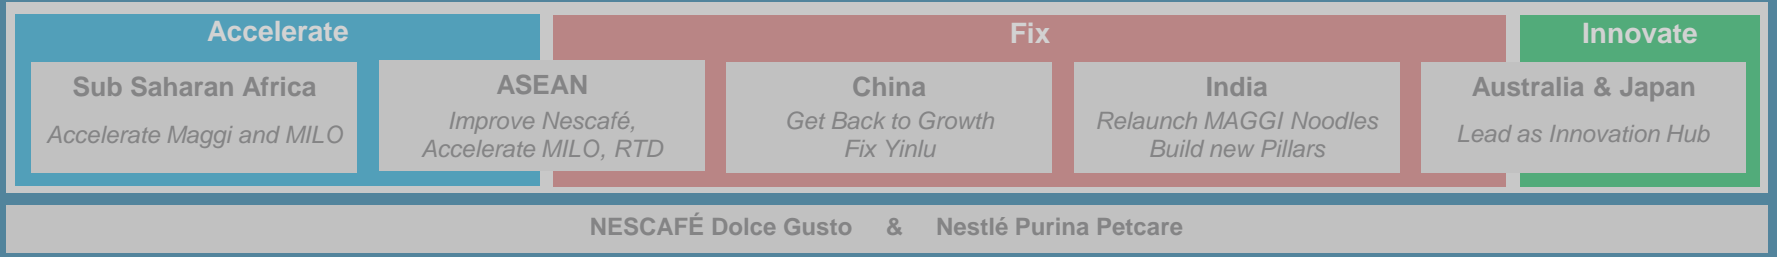 Accelerate
Fix
Innovate
Sub Saharan Africa
Accelerate Maggi and MILO
ASEAN
Improve Nescafé,
Accelerate MILO, RTD
China
Get Back to Growth
Fix Yinlu
India
Relaunch MAGGI Noodles
Build new Pillars
Australia & Japan
Lead as Innovation Hub
NESCAFÉ Dolce Gusto & Nestlé Purina Petcare